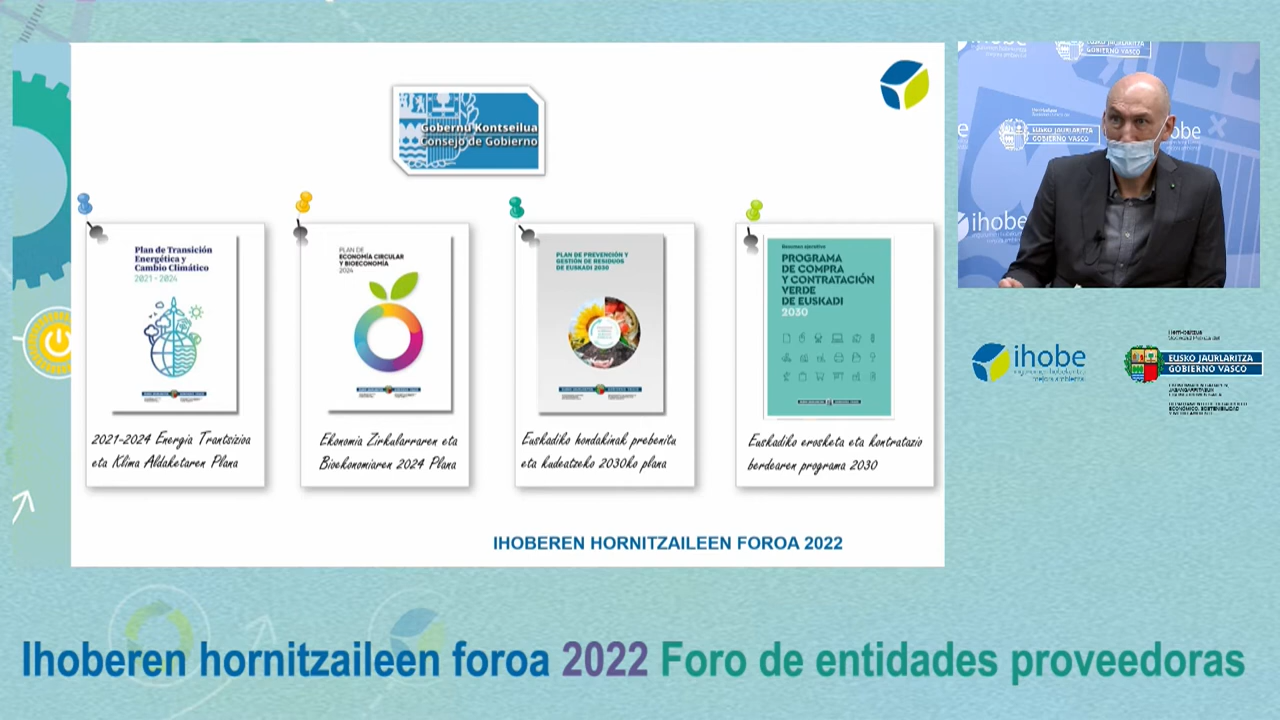 Gobernu Kontseilua
Consejo de Gobierno
Plan de Transición
Energética y
Cambio Climático
2021 - 2024
2021-2024 Energia Trantsizioa
eta Klima Aldaketaren Plana
PLAN DE
ECONOMÍA CIRCULAR
Y BIOECONOMÍA
2024
Ekonomia Zirkularraren eta
Bioekonomiaren 2024 Plana
PLAN DE PREVENCIÓN Y
GESTIÓN DE RESIDUOS
DE EUSKADI 2030
Euskadiko hondakinak prebenitu
eta kudeatzeko 2030ko plana
Resumen ejecutivo
PROGRAMA
DE COMPRA
Y CONTRATACIÓN
VERDE
DE EUSKADI
2030
Euskadiko erosketa eta kontratazio
berdearen programa 2030
IHOBEREN HORNITZAILEEN FOROA 2022
EUSKO JAURLARITZA
GOBIERNO VASCO
ihobe
ihobe
EUSKO JAURLARITZA
GOBIERNO VASCO
Ihoberen hornitzaileen foroa 2022 Foro de entidades proveedoras